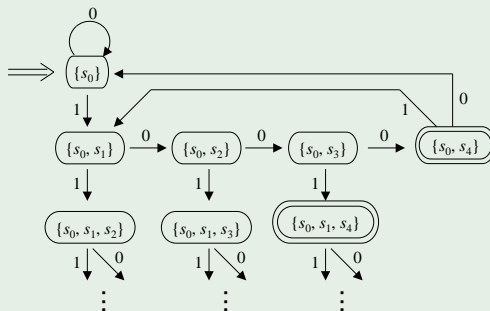 0
{s0}
1
0
1
{s0, s1}
0
{s0, s2}
0
{s0, s3}
0
{s0, s4}
1
1
1
{s0, s1, s2}
{s0, s1, s3}
{s0, s1, s4}
1
0
1
0
1
0